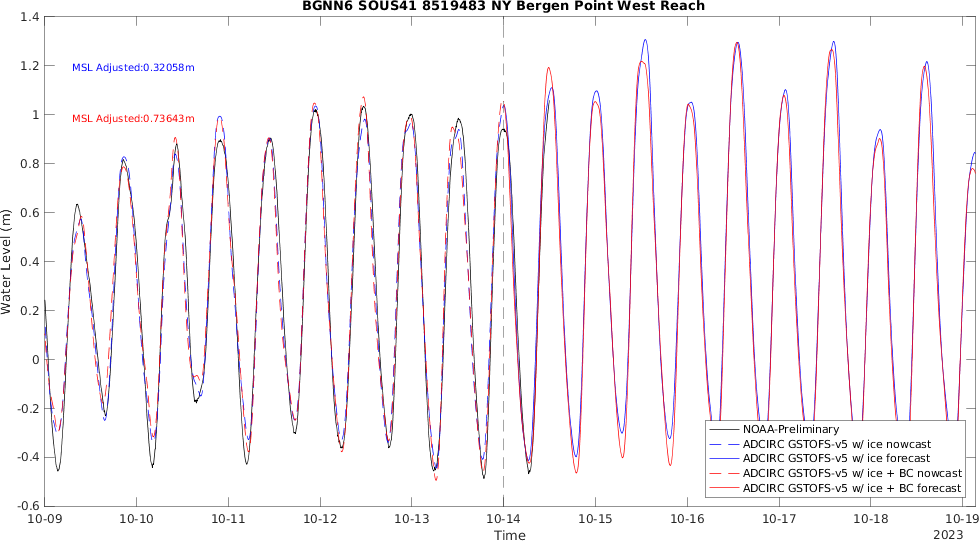 BGNN6 SOUS41 8519483 NY Bergen Point West Reach
1.4
1.2
1
0.8
0.6
0.4
0.2
0
-0.2
-0.4
-0.6
Water Level (m)
MSL Adjusted:0.32058m
MSL Adjusted:0.73643m
NOAA-Preliminary
ADCIRC GSTOFS-v5 w/ ice nowcast
ADCIRC GSTOFS-v5 w/ ice forecast
ADCIRC GSTOFS-v5 w/ ice + BC nowcast
ADCIRC GSTOFS-v5 w/ ice + BC forecast
10-09 10-10 10-11 10-12 10-13 10-14 10-15 10-16 10-17 10-18 10-19
Time
2023